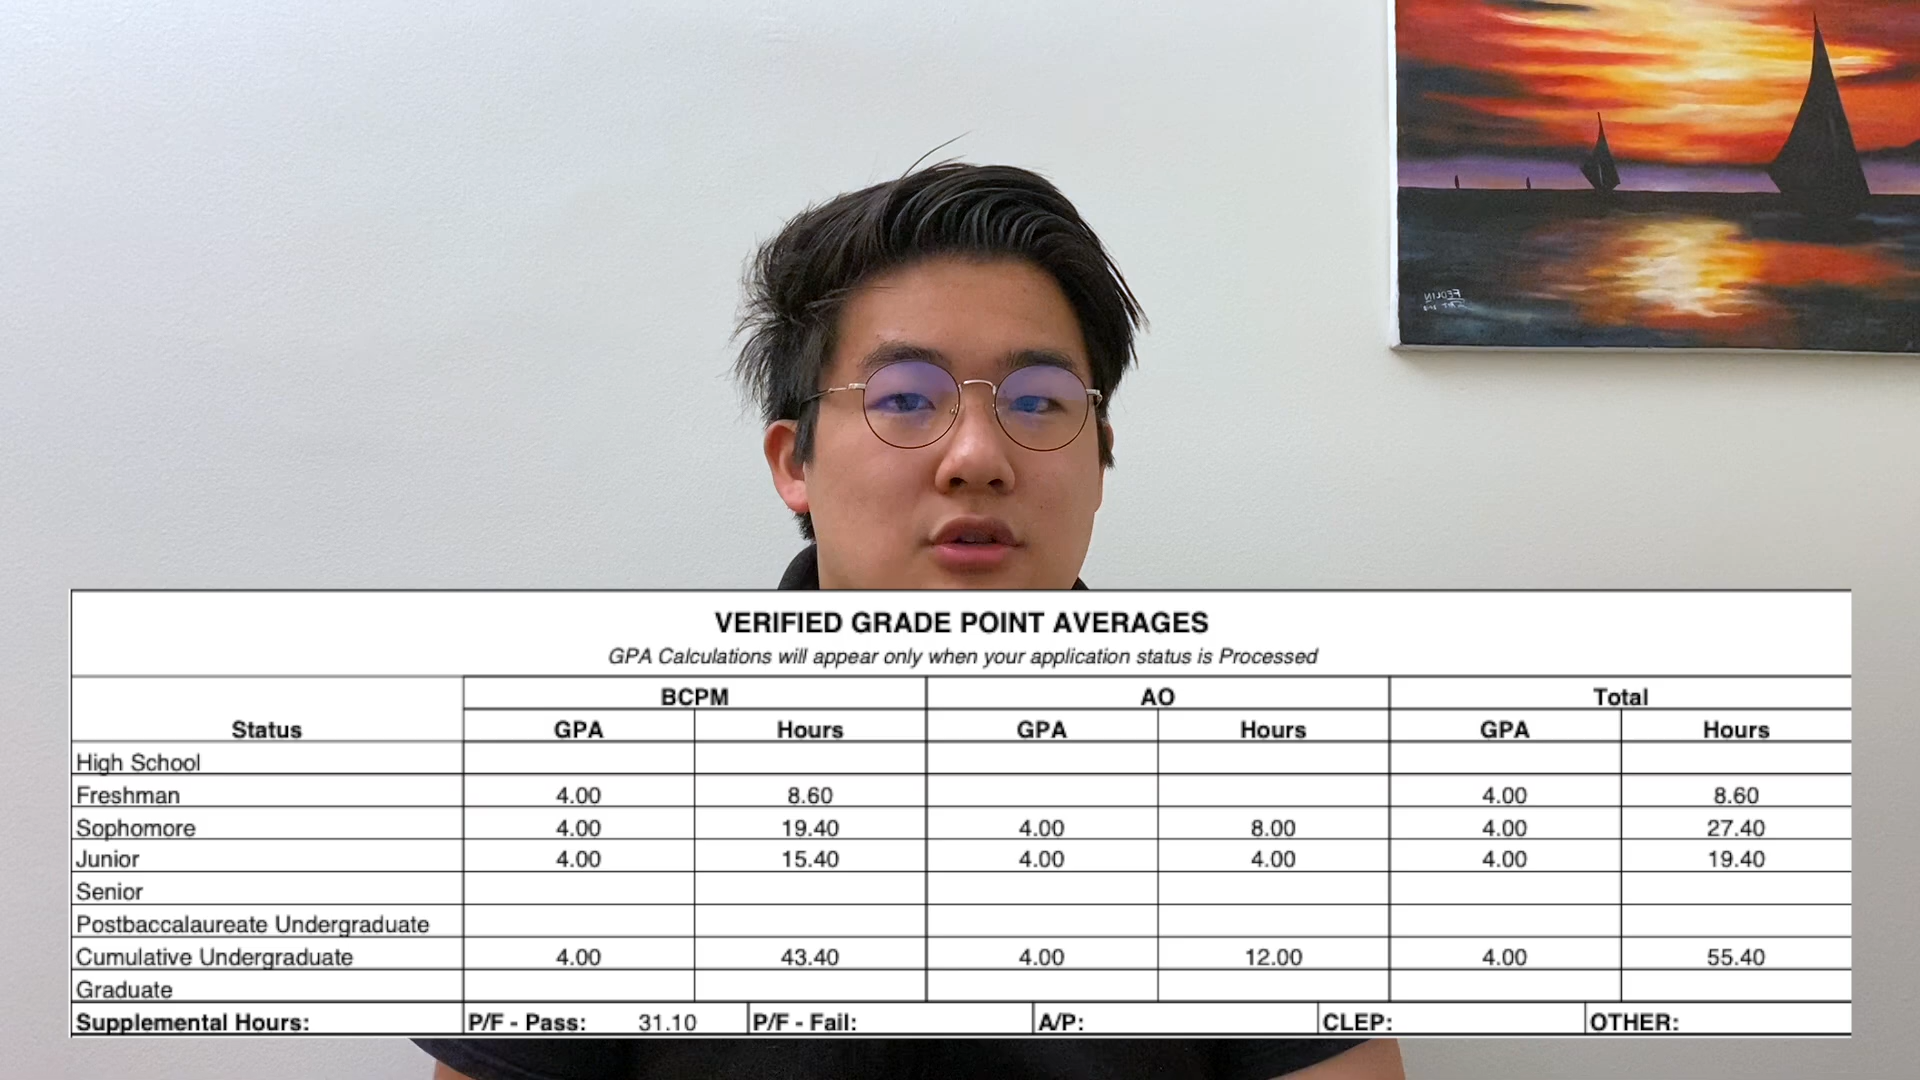 VERIFIED GRADE POINT AVERAGES
GPA Calculations will appear only when your application status is Processed
BCPM AO Total
Status GPA Hours GPA Hours GPA Hours
High School
Freshman 4.00 8.60 4.00 8.60
Sophomore 4.00 19.40 4.00 8.00 4.00 27.40
Junior 4.00 15.40 4.00 4.00 4.00 19.40
Senior
Postbaccalaureate Undergraduate
Cumulative Undergraduate 4.00 43.40 4.00 12.00 4.00 55.40
Graduate
Supplemental Hours: P/F - Pass: 31.10 P/F - Fail: A/P: CLEP: OTHER: